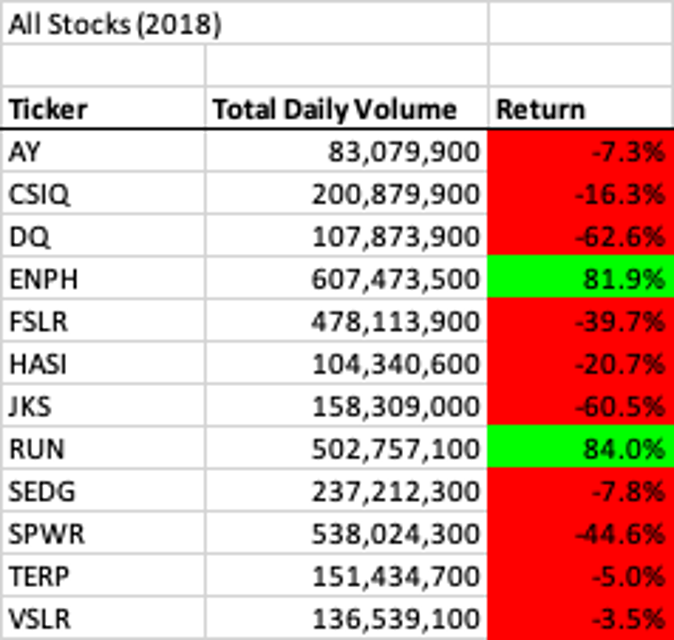 All Stocks (2018)
Ticker Total Daily Volume Return
AY 83,079,900 -7.3%
CSIQ 200,879,900 -16.3%
DQ 107,873,900 -62.6%
ENPH 607,473,500 81.9%
FSLR 478,113,900 -39.7%
HASI 104,340,600 -20.7%
JKS 158,309,000 -60.5%
RUN 502,757,100 84.0%
SEDG 237,212,300 -7.8%
SPWR 538,024,300 -44.6%
TERP 151,434,700 -5.0%
VSLR 136,539,100 -3.5%